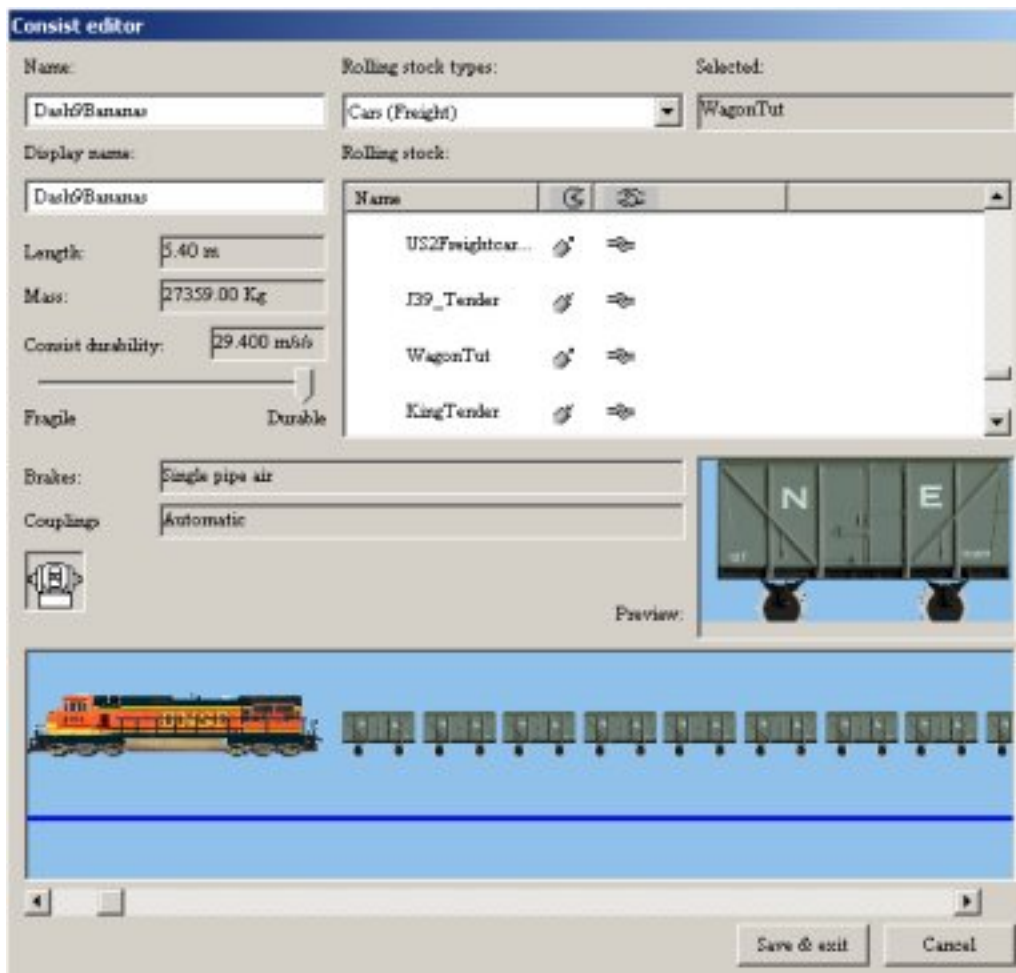 Consist editor
Name: Rolling stock types: Selected:
Dash9Bananas Cars (Freight) WagonTut
Display name: Rolling stock:
Dash9Bananas Name
Length: 5.40 m US2Freightcar...
Mass: 27359.00 Kg J39_Tender
Consist durability: 29.400 m/s/s WagonTut
Fragile Durable KingTender
Brakes: Single pipe air
Couplings Automatic
N E
Preview:
Save & exit Cancel